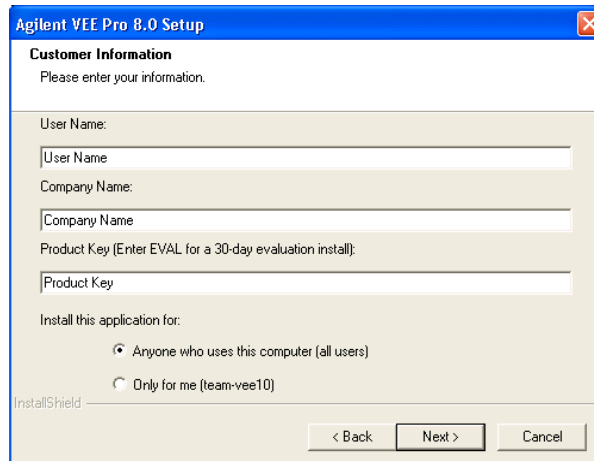 Agilent VEE Pro 8.0 Setup
Customer Information
Please enter your information.
User Name:
User Name
Company Name:
Company Name
Product Key (Enter EVAL for a 30-day evaluation install):
Product Key
Install this application for:
Anyone who uses this computer (all users)
Only for me (team-vee10)
InstallShield
< Back Next > Cancel